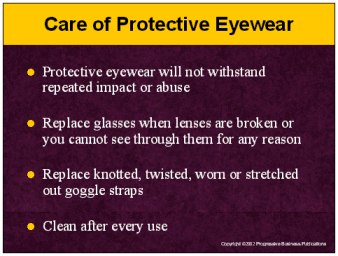 Care of Protective Eyewear
Protective eyewear will not withstand
repeated impact or abuse
Replace glasses when lenses are broken or
you cannot see through them for any reason
Replace knotted, twisted, worn or stretched
out goggle straps
Clean after every use
Copyright ©2002 Progressive Business Publications